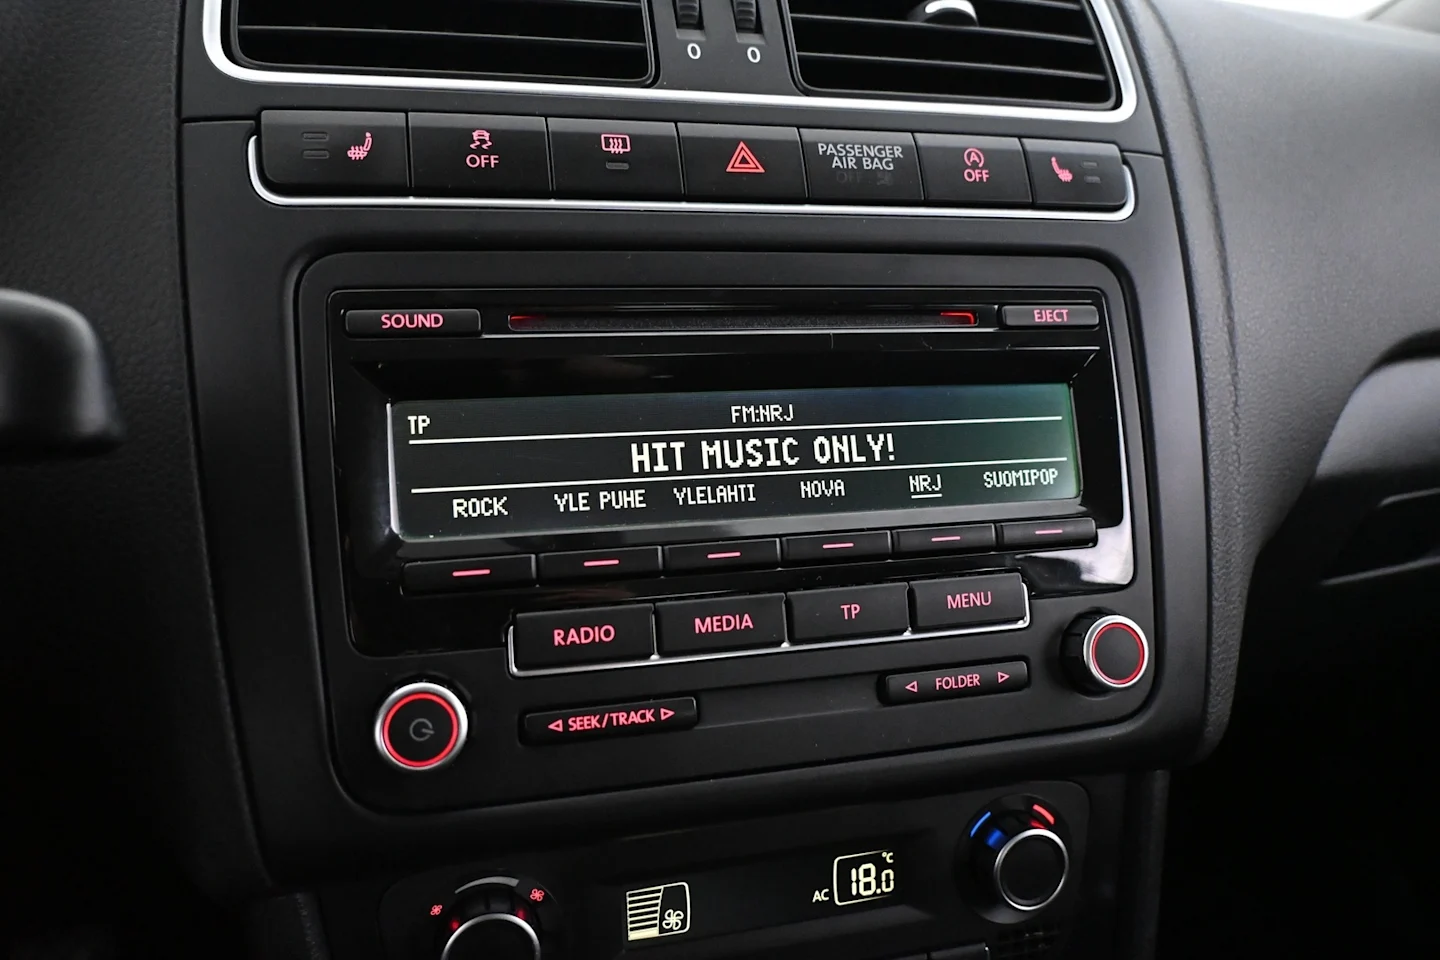 0 0
OFF
PASSENGER
AIR BAG
OFF
OFF
SOUND
EJECT
TP FM:NRJ
HIT MUSIC ONLY!
ROCK YLE PUHE YLELAHTI NOVA NRJ SUOMIPOP
RADIO MEDIA TP MENU
FOLDER
SEEK/TRACK
AC 18.0 °C